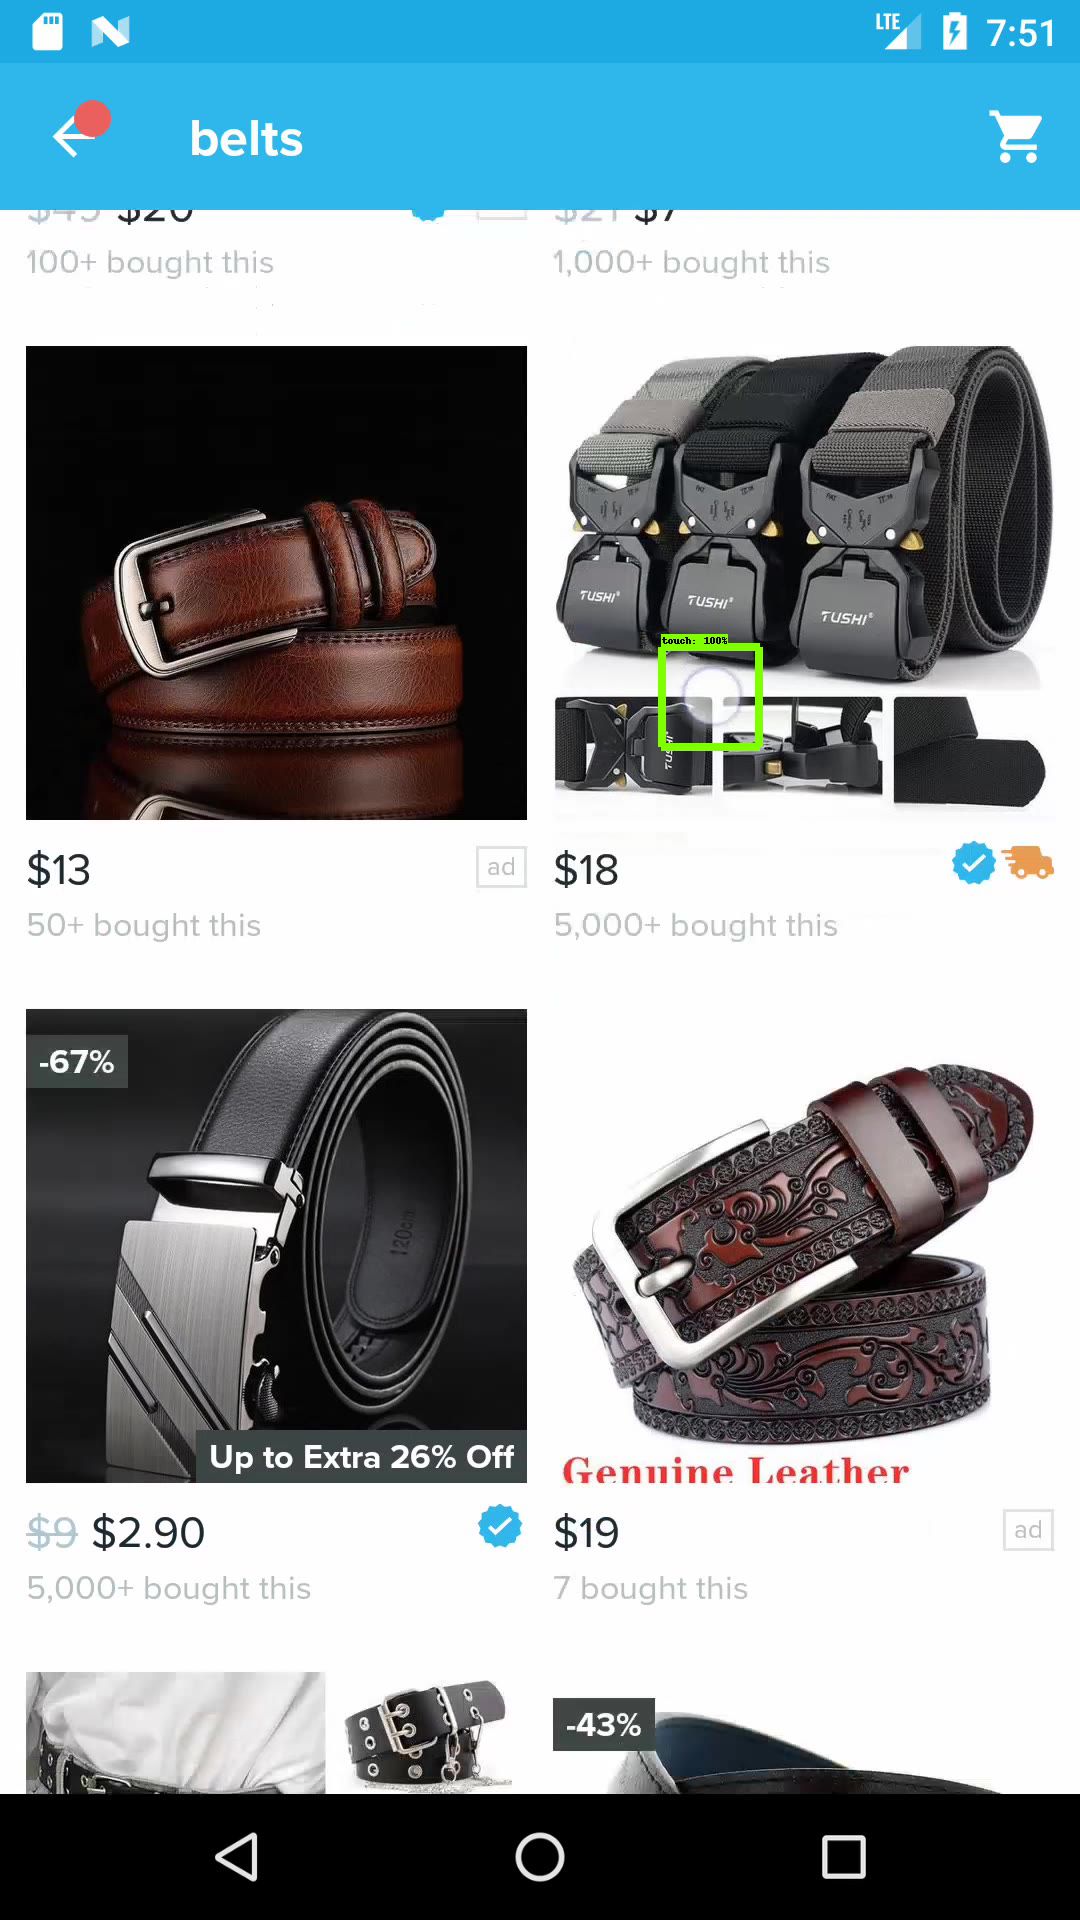 LTE 7:51
belts
$20
$7
100+ bought this
1,000+ bought this
TUSHI®
TUSHI®
TUSHI®
touch: 100%
TUSHI
$13
ad
$18
50+ bought this
5,000+ bought this
-67%
120cm
Up to Extra 26% Off
Genuine Leather
$9 $2.90
$19
ad
5,000+ bought this
7 bought this
-43%